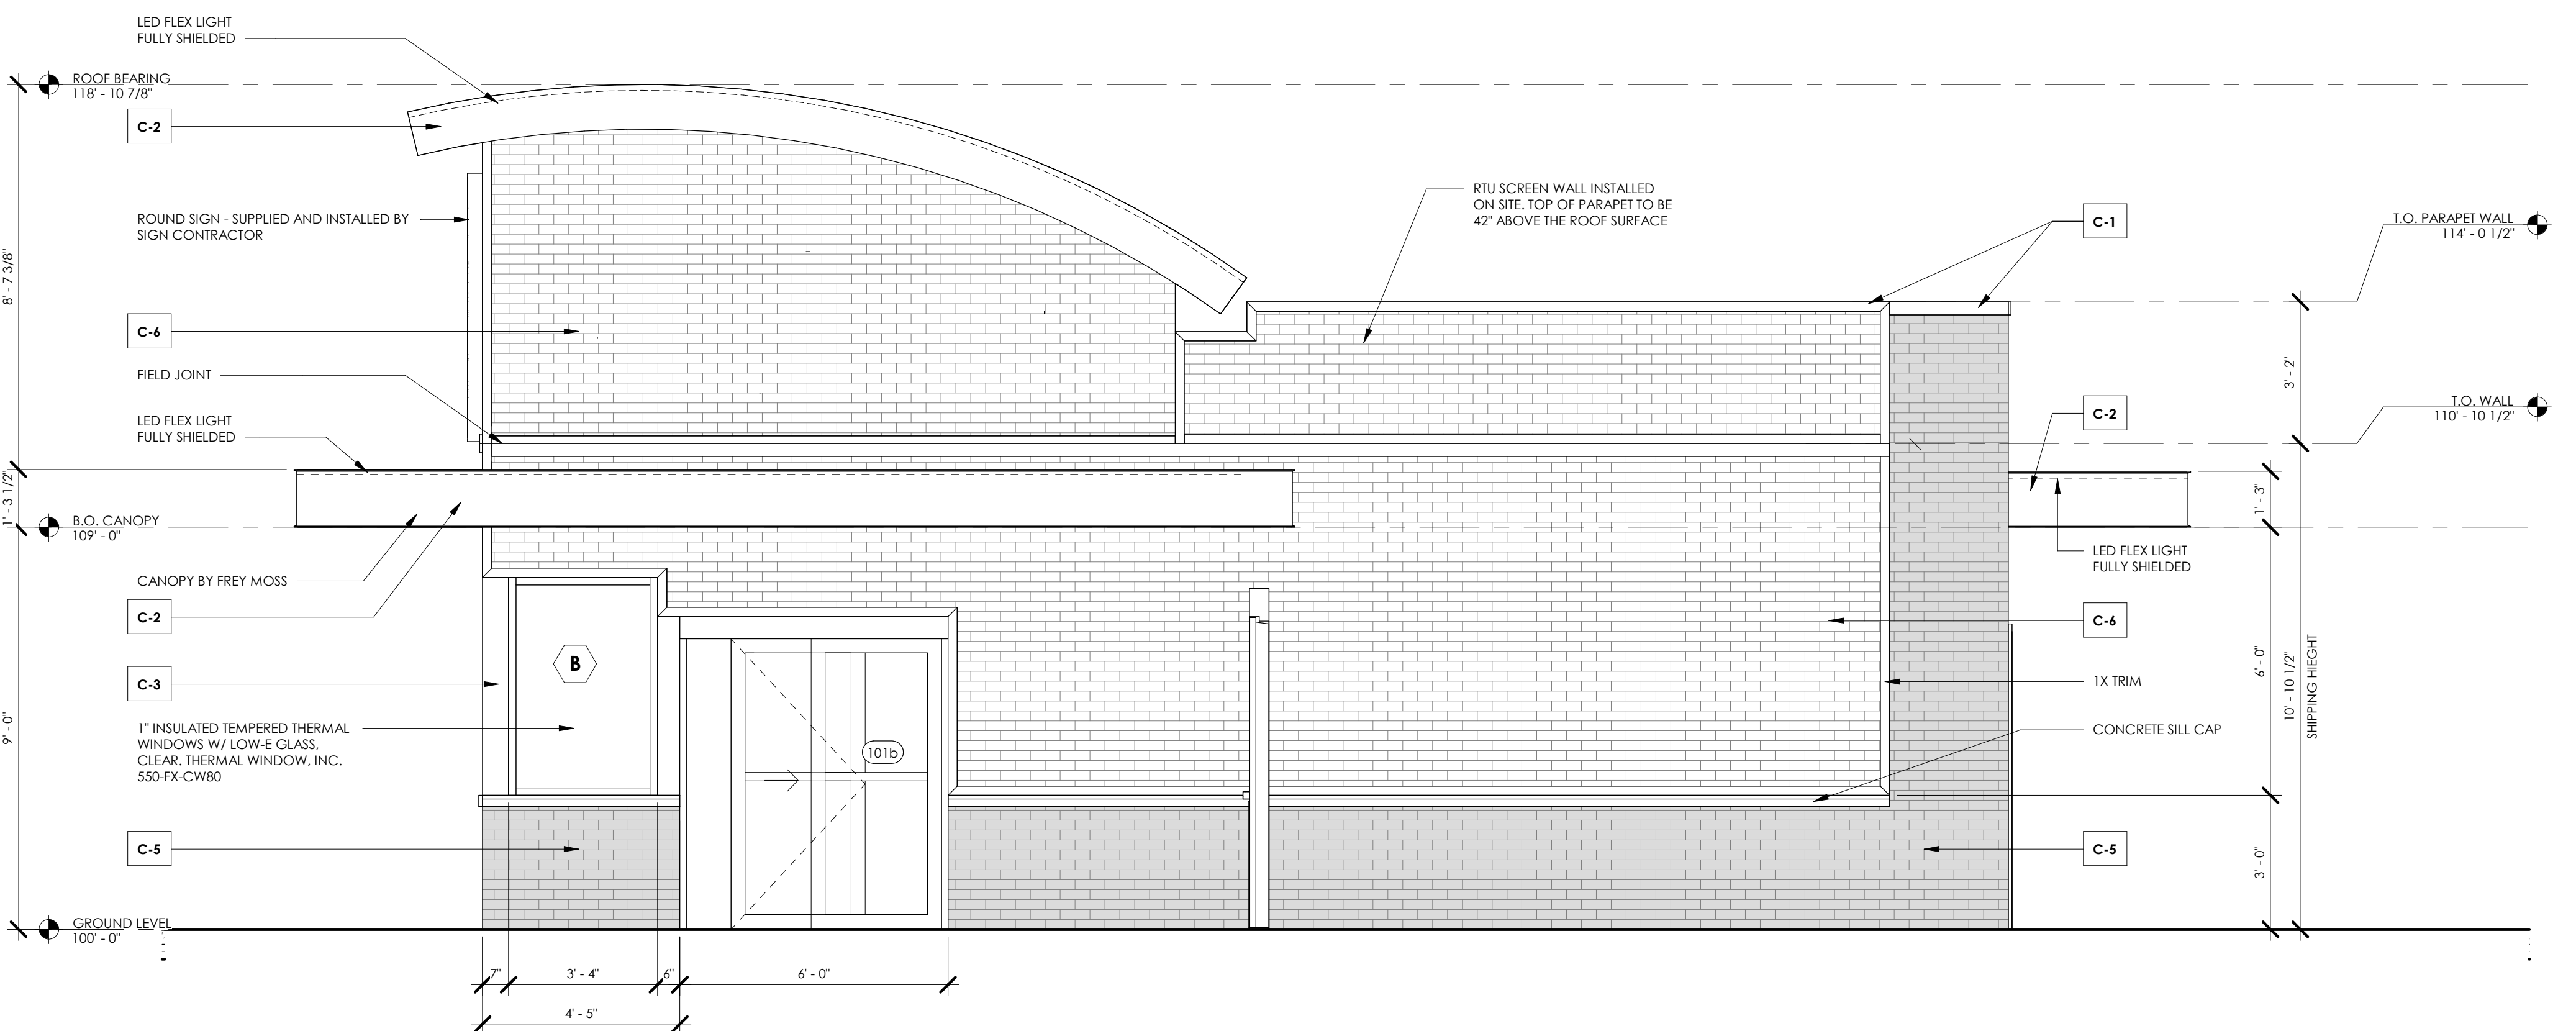 LED FLEX LIGHT
FULLY SHIELDED
ROOF BEARING
118' - 10 7/8"
C-2
ROUND SIGN - SUPPLIED AND INSTALLED BY
SIGN CONTRACTOR
8' - 7 3/8"
C-6
FIELD JOINT
LED FLEX LIGHT
FULLY SHIELDED
1' - 3 1/2"
B.O. CANOPY
109' - 0"
CANOPY BY FREY MOSS
C-2
C-3
1" INSULATED TEMPERED THERMAL
WINDOWS W/ LOW-E GLASS,
CLEAR. THERMAL WINDOW, INC.
550-FX-CW80
9' - 0"
C-5
GROUND LEVEL
100' - 0"
B
101b
7"
3' - 4"
6"
6' - 0"
4' - 5"
RTU SCREEN WALL INSTALLED
ON SITE. TOP OF PARAPET TO BE
42" ABOVE THE ROOF SURFACE
C-1
T.O. PARAPET WALL
114' - 0 1/2"
3' - 2"
C-2
T.O. WALL
110' - 10 1/2"
1' - 3"
LED FLEX LIGHT
FULLY SHIELDED
C-6
1X TRIM
6' - 0"
10' - 10 1/2"
SHIPPING HIEGHT
CONCRETE SILL CAP
C-5
3' - 0"